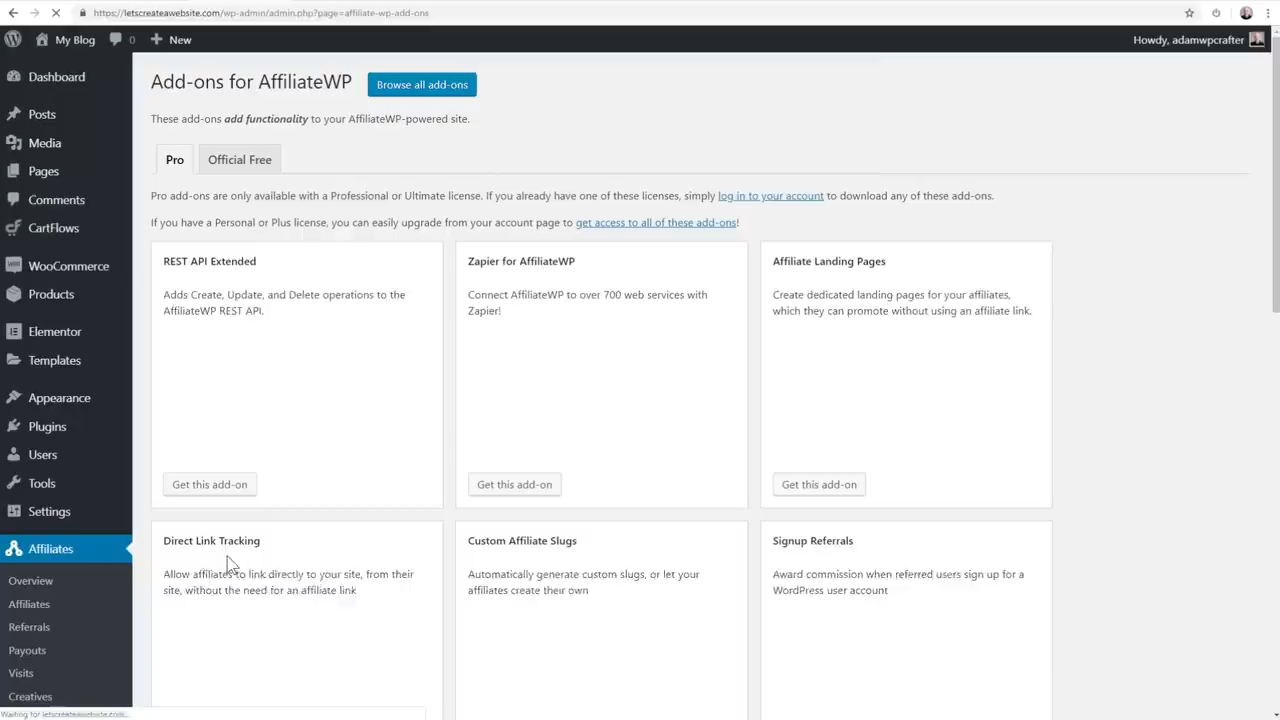 https://letscreateawebsite.com/wp-admin/admin.php?page=affiliate-wp-add-ons
My Blog
0
New
Howdy, adamwpcrafter
Dashboard
Posts
Media
Pages
Comments
CartFlows
WooCommerce
Products
Elementor
Templates
Appearance
Plugins
Users
Tools
Settings
Affiliates
Overview
Affiliates
Referrals
Payouts
Visits
Creatives
Add-ons for AffiliateWP
Browse all add-ons
These add-ons add functionality to your AffiliateWP-powered site.
Pro
Official Free
Pro add-ons are only available with a Professional or Ultimate license. If you already have one of these licenses, simply log in to your account to download any of these add-ons.
If you have a Personal or Plus license, you can easily upgrade from your account page to get access to all of these add-ons!
REST API Extended
Adds Create, Update, and Delete operations to the
AffiliateWP REST API.
Get this add-on
Zapier for AffiliateWP
Connect AffiliateWP to over 700 web services with
Zapier!
Get this add-on
Affiliate Landing Pages
Create dedicated landing pages for your affiliates,
which they can promote without using an affiliate link.
Get this add-on
Direct Link Tracking
Allow affiliates to link directly to your site, from their
site, without the need for an affiliate link
Custom Affiliate Slugs
Automatically generate custom slugs, or let your
affiliates create their own
Signup Referrals
Award commission when referred users sign up for a
WordPress user account
Waiting for letscreateawebsite.com...